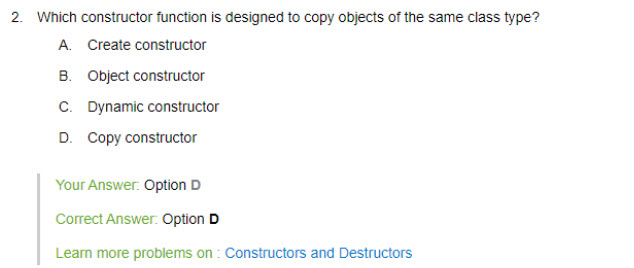 2. Which constructor function is designed to copy objects of the same class type?
A. Create constructor
B. Object constructor
C. Dynamic constructor
D. Copy constructor
Your Answer: Option D
Correct Answer: Option D
Learn more problems on : Constructors and Destructors